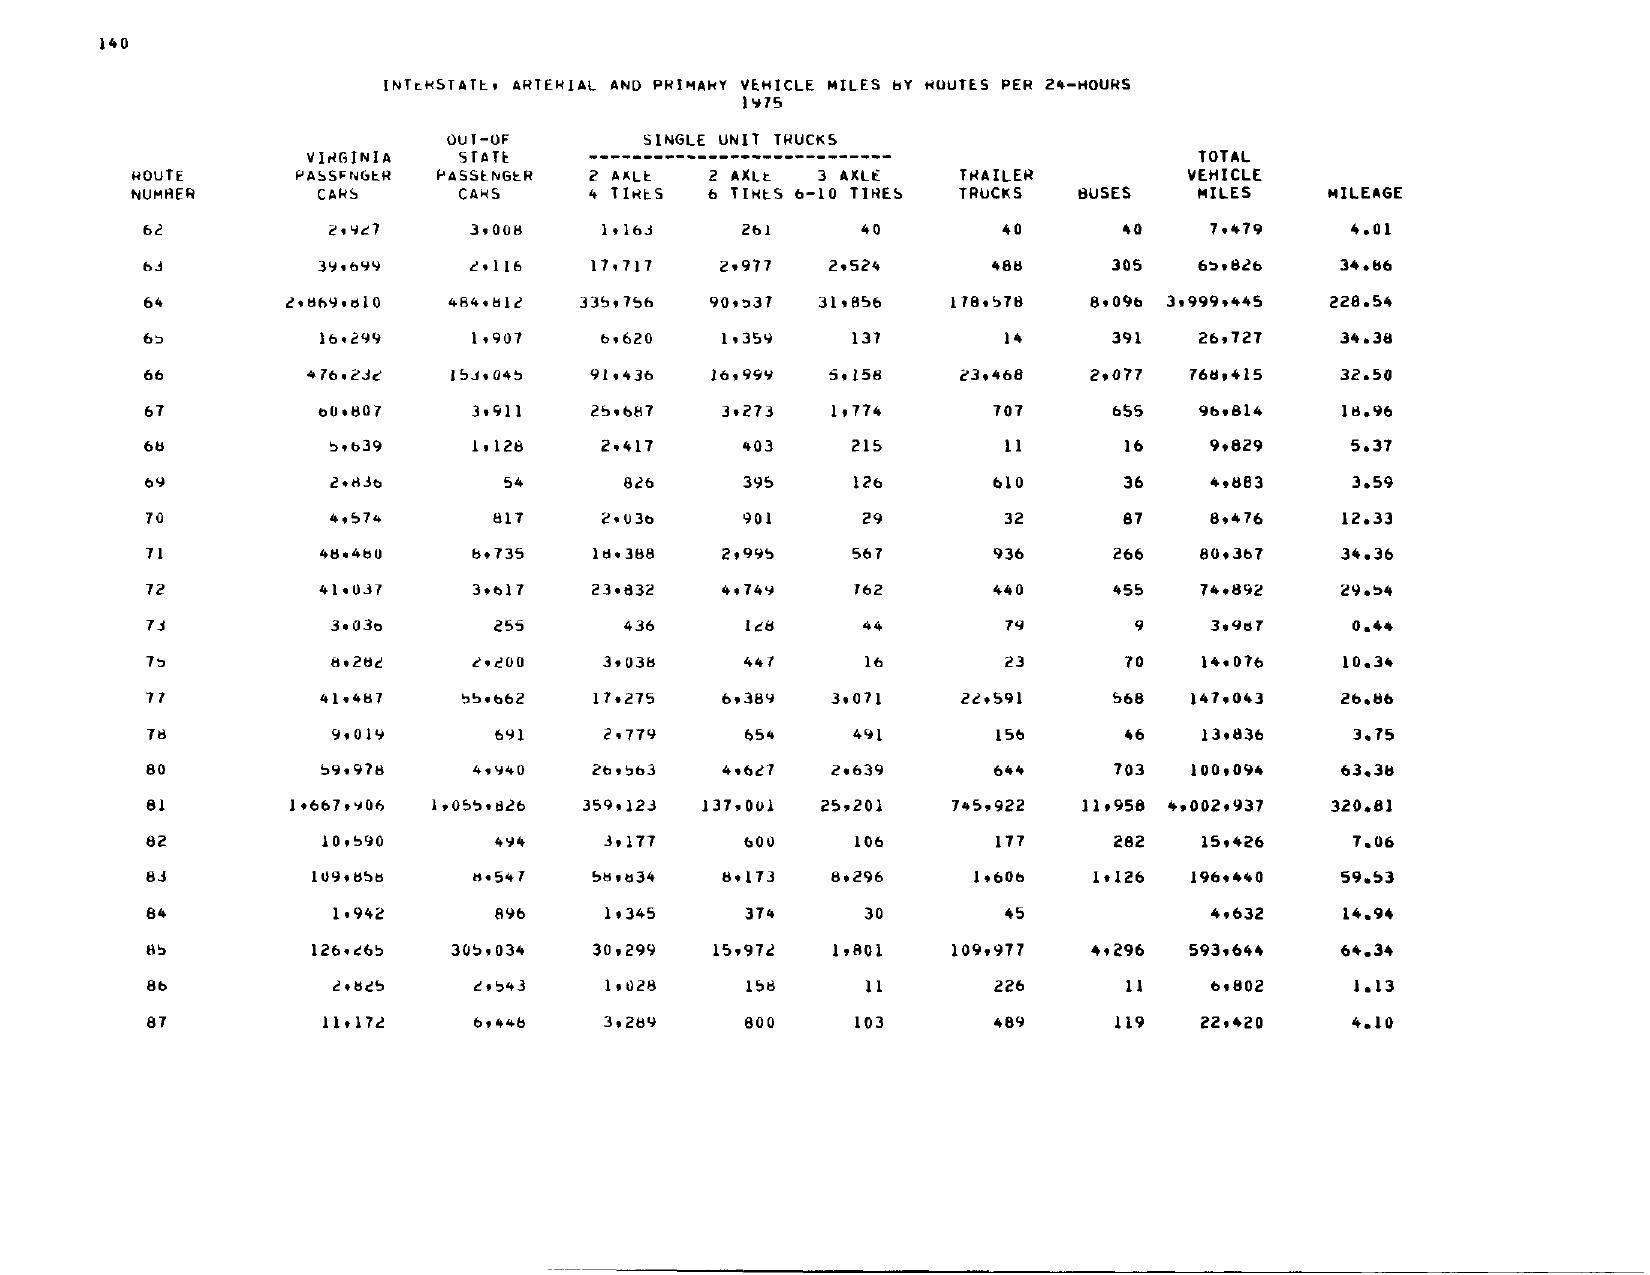 140
INTERSTATE, ARTERIAL AND PRIMARY VEHICLE MILES BY ROUTES PER 24-HOURS
1975
OUT-OF SINGLE UNIT TRUCKS
VIRGINIA STATE ---------------------------- TOTAL
ROUTE PASSENGER PASSENGER 2 AXLE 2 AXLE 3 AXLE TRAILER VEHICLE
NUMBER CARS CARS 4 TIRES 6 TIRES 6-10 TIRES TRUCKS BUSES MILES MILEAGE
62 2,927 3,008 1,163 261 40 40 40 7,479 4.01
63 39,699 2,116 17,717 2,977 2,524 488 305 65,826 34.86
64 2,869,810 484,812 335,756 90,537 31,856 178,578 8,096 3,999,445 228.54
65 16,299 1,907 6,620 1,359 137 14 391 26,727 34.38
66 476,232 153,045 91,436 16,999 5,158 23,468 2,077 768,415 32.50
67 60,807 3,911 25,687 3,273 1,774 707 655 96,814 18.96
68 5,639 1,128 2,417 403 215 11 16 9,829 5.37
69 2,836 54 826 395 126 610 36 4,883 3.59
70 4,574 817 2,036 901 29 32 87 8,476 12.33
71 48,480 8,735 18,388 2,995 567 936 266 80,367 34.36
72 41,037 3,617 23,832 4,749 762 440 455 74,892 29.54
73 3,036 255 436 128 44 79 9 3,987 0.44
75 8,282 2,200 3,038 447 16 23 70 14,076 10.34
77 41,487 55,662 17,275 6,389 3,071 22,591 568 147,043 26.86
78 9,019 691 2,779 654 491 156 46 13,836 3.75
80 59,978 4,940 26,563 4,627 2,639 644 703 100,094 63.38
81 1,667,906 1,055,826 359,123 137,001 25,201 745,922 11,958 4,002,937 320.81
82 10,590 494 3,177 600 106 177 282 15,426 7.06
83 109,858 8,547 58,834 8,173 8,296 1,606 1,126 196,440 59.53
84 1,942 896 1,345 374 30 45 4,632 14.94
85 126,265 305,034 30,299 15,972 1,801 109,977 4,296 593,644 64.34
86 2,825 2,543 1,028 158 11 226 11 6,802 1.13
87 11,172 6,448 3,289 800 103 489 119 22,420 4.10